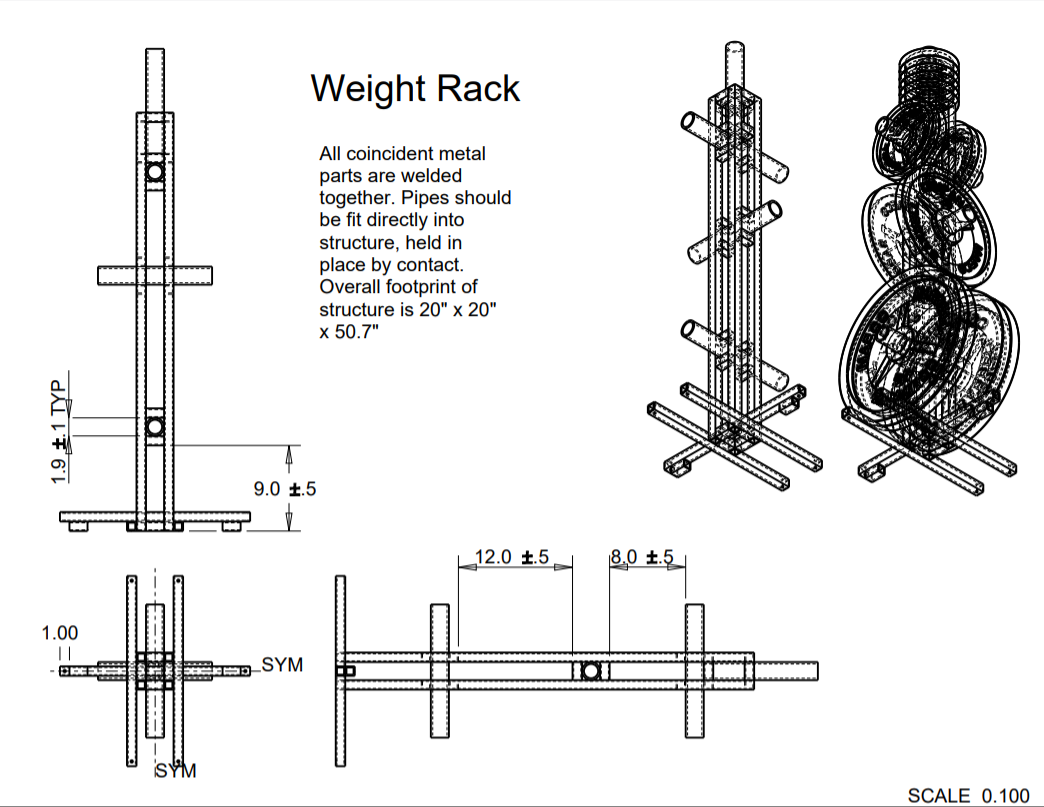 Weight Rack
All coincident metal
parts are welded
together. Pipes should
be fit directly into
structure, held in
place by contact.
Overall footprint of
structure is 20" x 20"
x 50.7"
1.9 ±.1 TYP
9.0 ±.5
12.0 ±.5
8.0 ±.5
1.00
SYM
SYM
SCALE 0.100